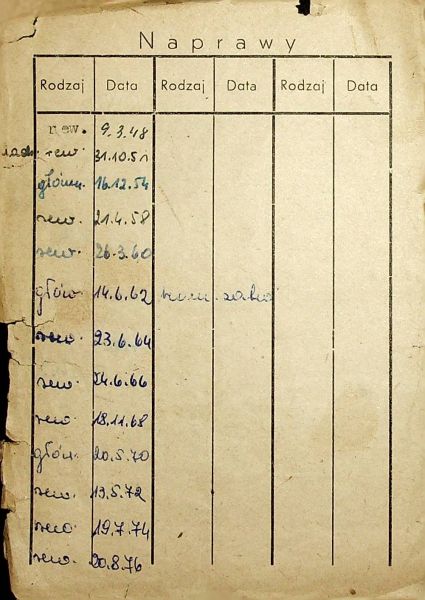 Naprawy
Rodzaj Data Rodzaj Data Rodzaj Data
rew. 9.3.48
rew. 31.10.51
główn. 16.12.54
rew. 21.4.58
rew. 26.3.60
głów. 14.6.62
rew. 23.6.64
rew. 24.6.66
rew. 18.11.68
głów. 20.5.70
rew. 19.5.72
rew. 19.7.74
rew. 20.8.76